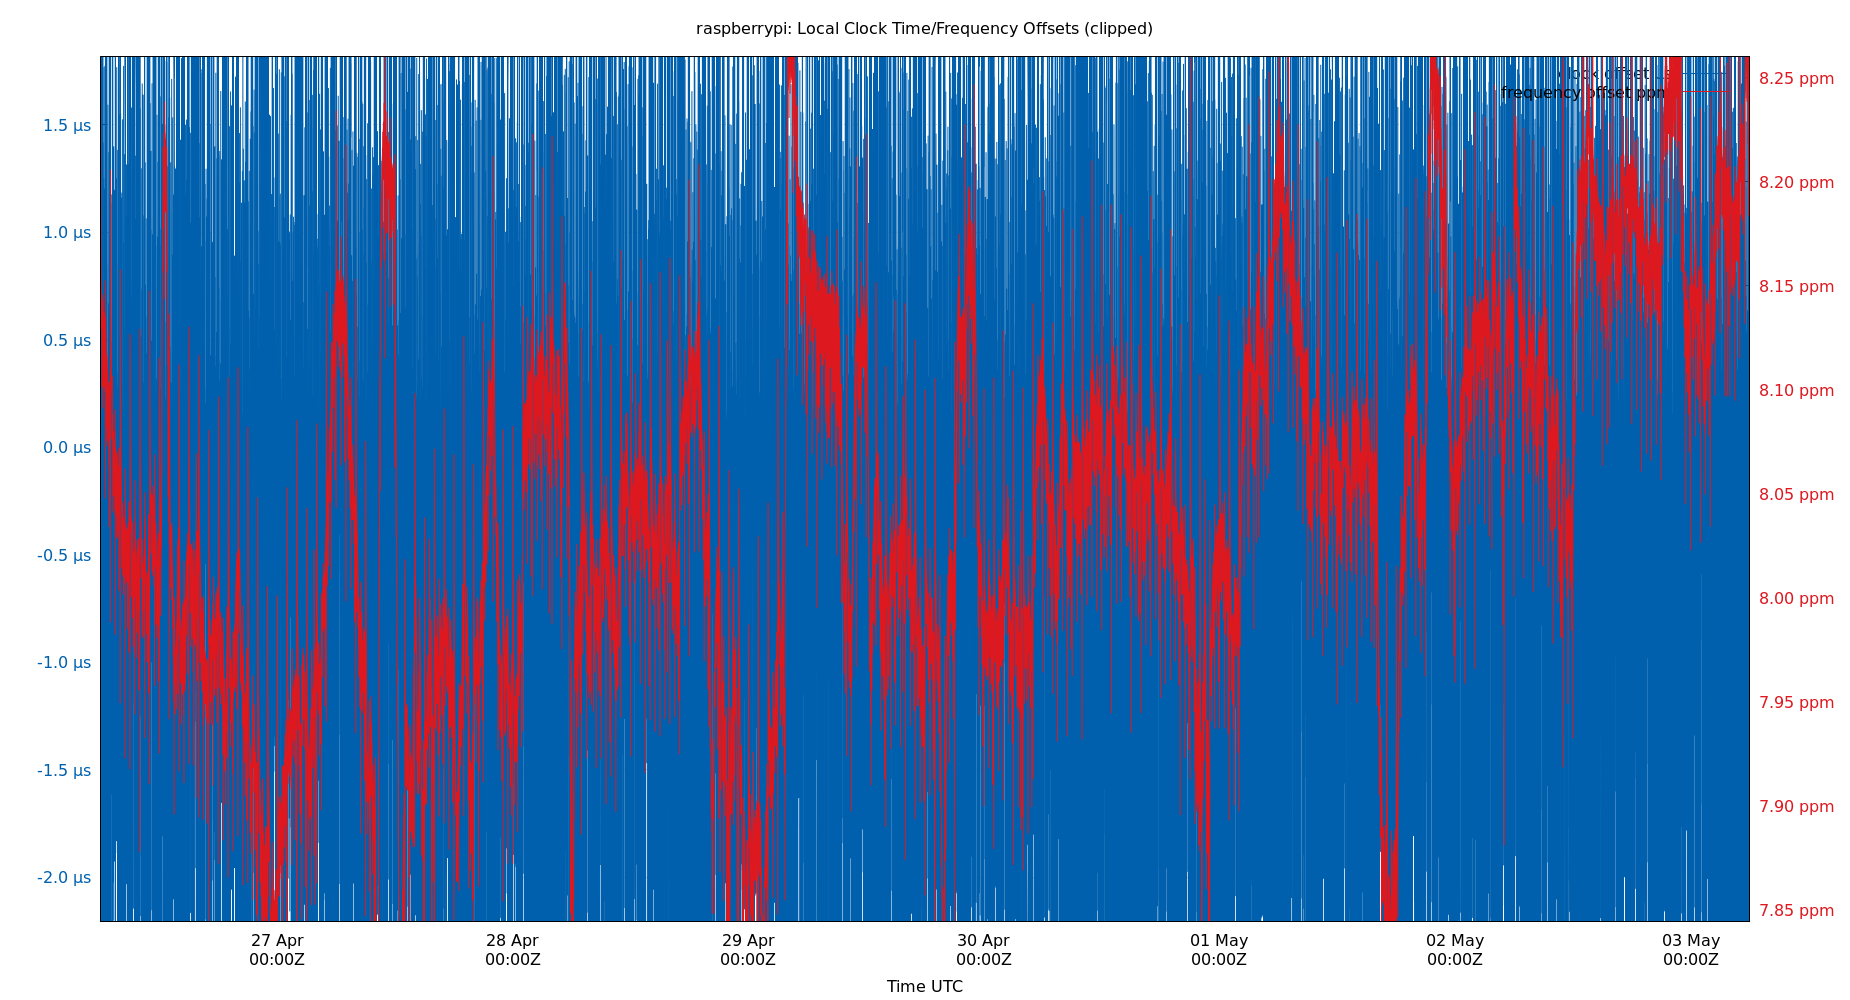 raspberrypi: Local Clock Time/Frequency Offsets (clipped)
clock offset
frequency offset ppm
1.5 μs
1.0 μs
0.5 μs
0.0 μs
-0.5 μs
-1.0 μs
-1.5 μs
-2.0 μs
8.25 ppm
8.20 ppm
8.15 ppm
8.10 ppm
8.05 ppm
8.00 ppm
7.95 ppm
7.90 ppm
7.85 ppm
27 Apr 28 Apr 29 Apr 30 Apr 01 May 02 May 03 May
00:00Z 00:00Z 00:00Z 00:00Z 00:00Z 00:00Z 00:00Z
Time UTC